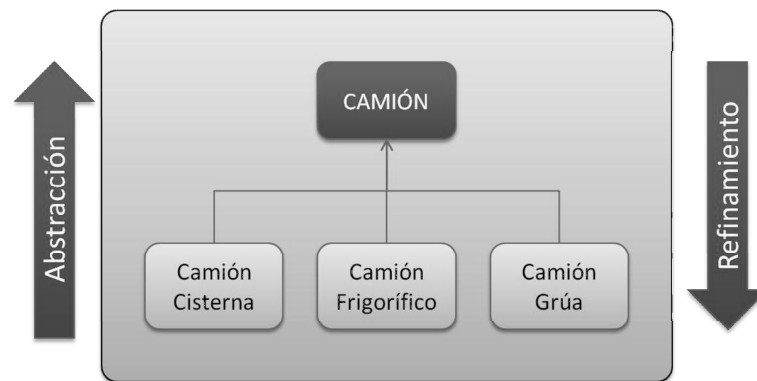 Abstracción
CAMIÓN
Refinamiento
Camión
Cisterna
Camión
Frigorífico
Camión
Grúa